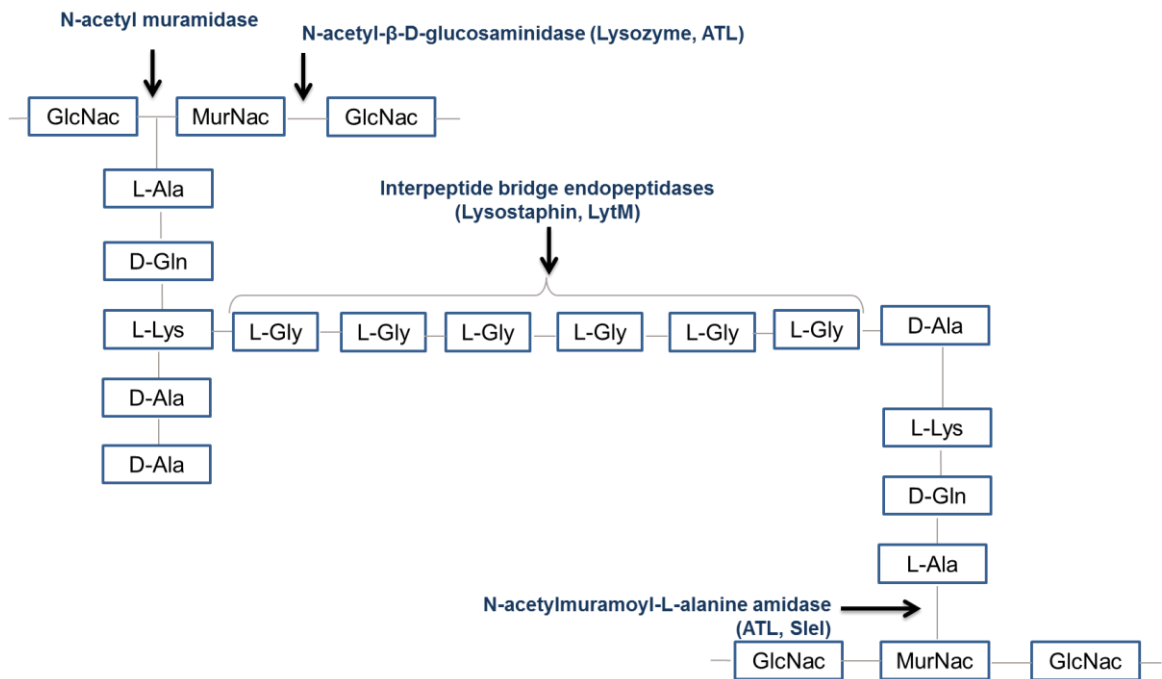 N-acetyl muramidase
N-acetyl-β-D-glucosaminidase (Lysozyme, ATL)
GlcNac
MurNac
GlcNac
L-Ala
Interpeptide bridge endopeptidases
(Lysostaphin, LytM)
D-Gln
L-Lys
L-Gly
L-Gly
L-Gly
L-Gly
L-Gly
L-Gly
D-Ala
D-Ala
L-Lys
D-Ala
D-Gln
L-Ala
N-acetylmuramoyl-L-alanine amidase
(ATL, Slel)
GlcNac
MurNac
GlcNac